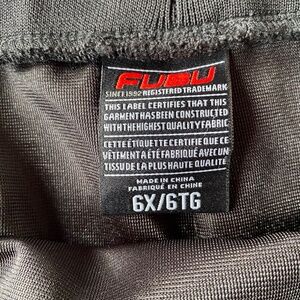 FUBU
SINCE 1992 REGISTERED TRADEMARK
THIS LABEL CERTIFIES THAT THIS
GARMENT HAS BEEN CONSTRUCTED
WITH THE HIGHEST QUALITY FABRIC
CETTE ÉTIQUETTE CERTIFIE QUE CE
VÊTEMENT A ÉTÉ FABRIQUÉ AVEC UN
TISSU DE LA PLUS HAUTE QUALITÉ
MADE IN CHINA
FABRIQUÉ EN CHINE
6X/6TG